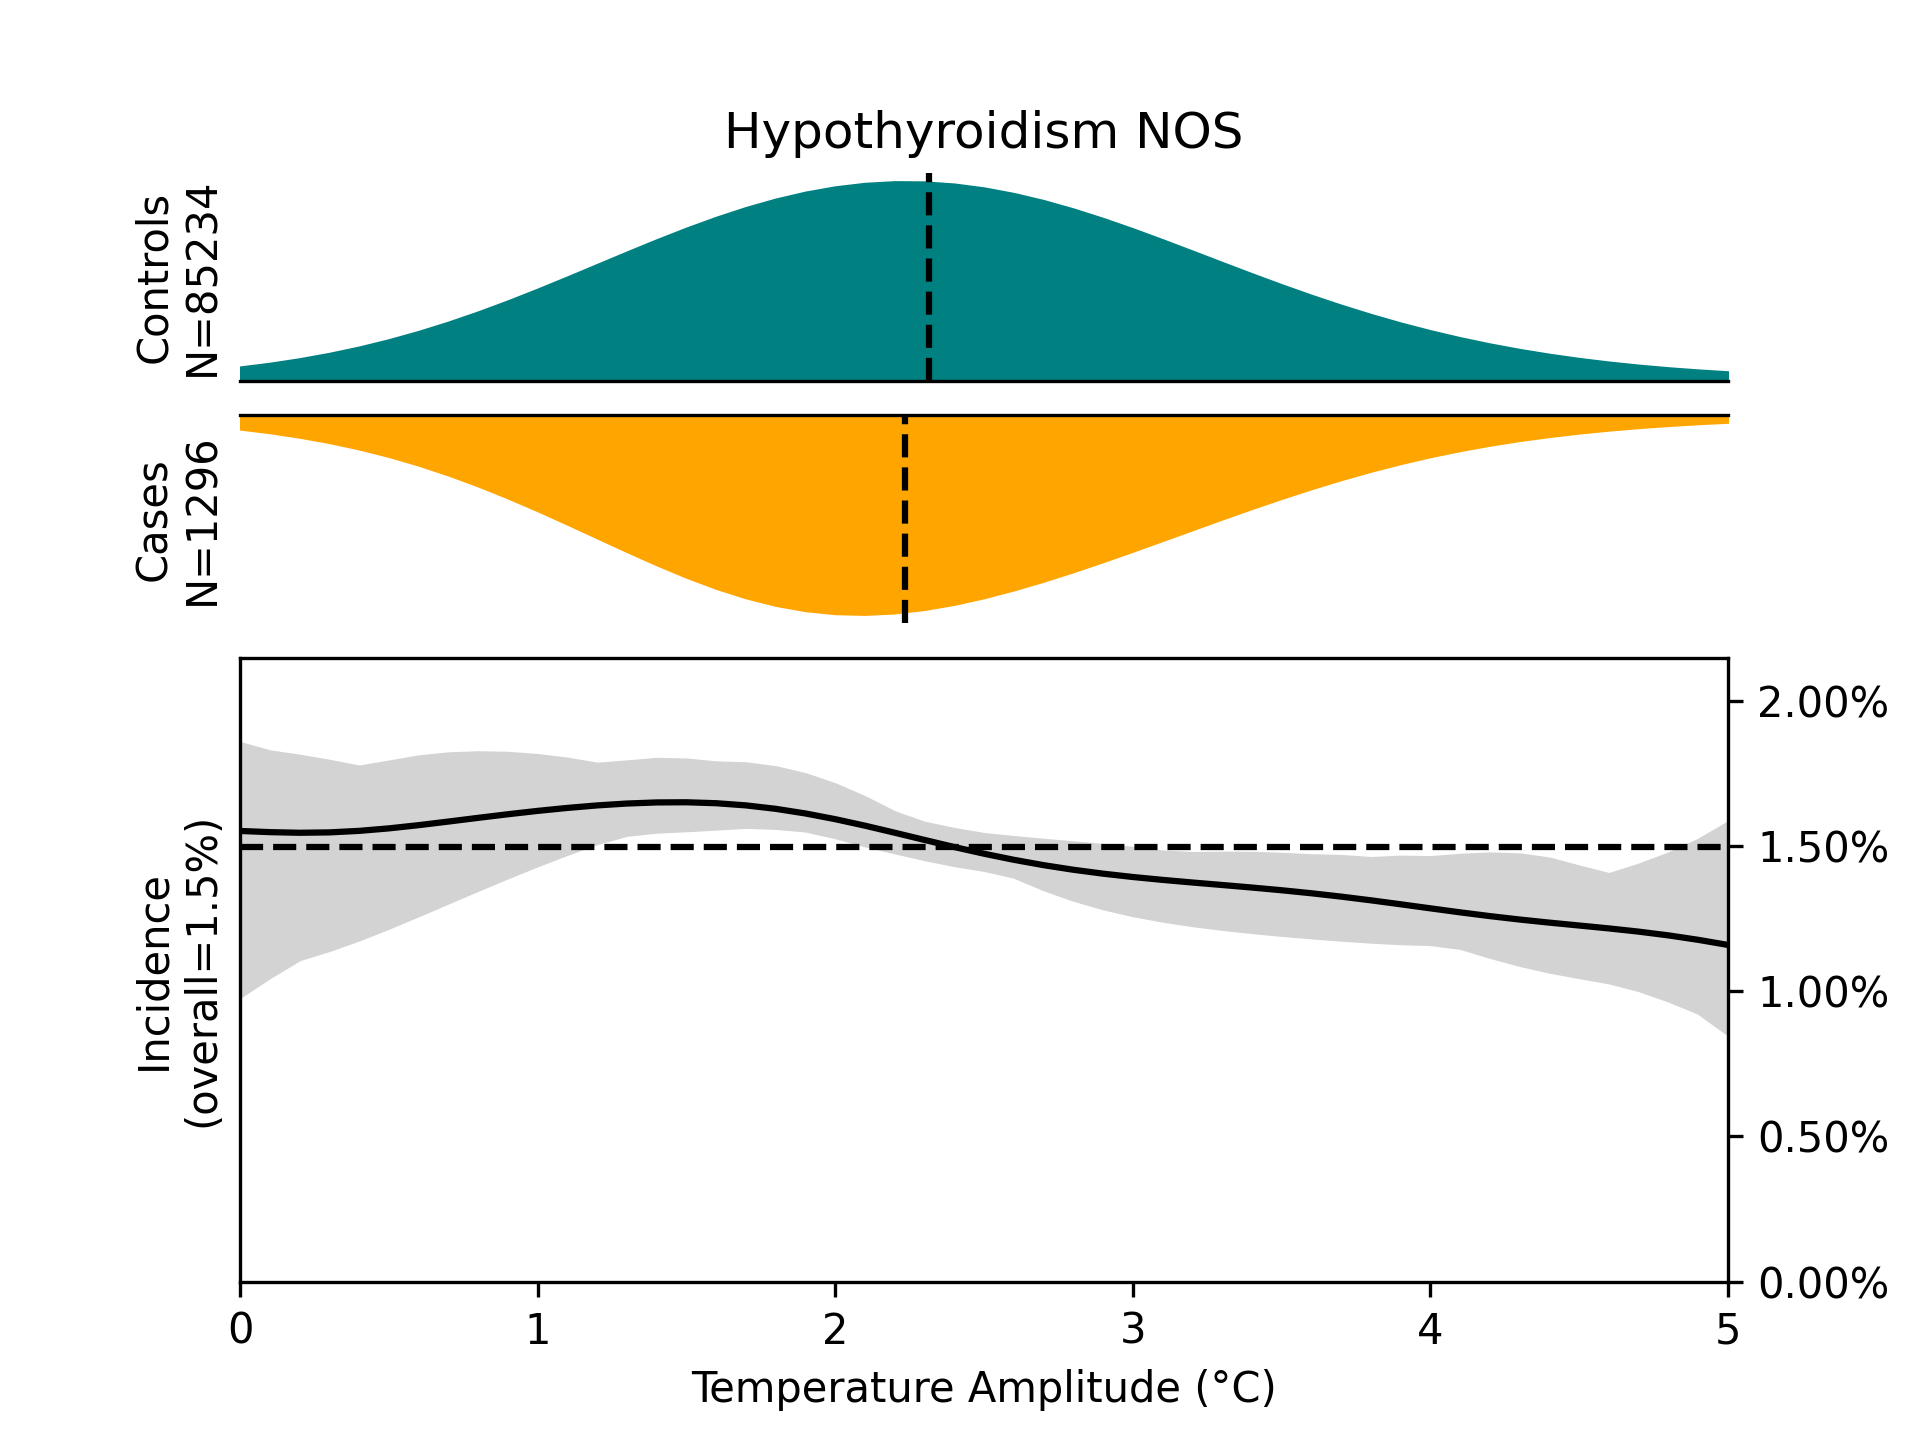 Hypothyroidism NOS
Controls
N=85234
Cases
N=1296
Incidence
(overall=1.5%)
2.00%
1.50%
1.00%
0.50%
0.00%
0 1 2 3 4 5
Temperature Amplitude (°C)